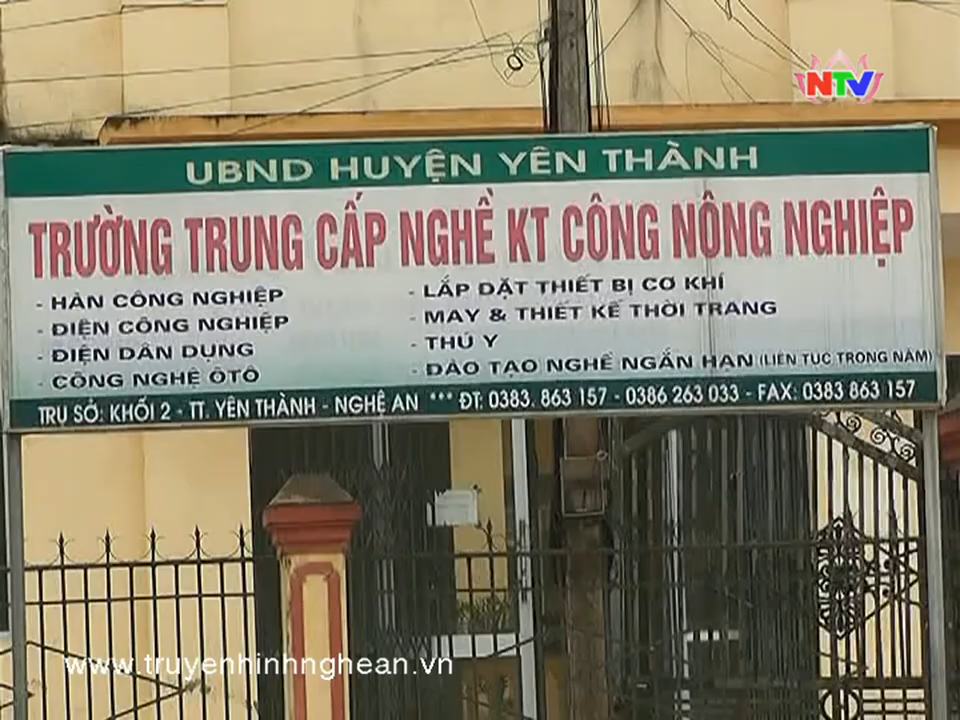 NTV
UBND HUYỆN YÊN THÀNH
TRƯỜNG TRUNG CẤP NGHỀ KT CÔNG NÔNG NGHIỆP
- HÀN CÔNG NGHIỆP
- ĐIỆN CÔNG NGHIỆP
- ĐIỆN DÂN DỤNG
- CÔNG NGHỆ ÔTÔ
- LẮP ĐẶT THIẾT BỊ CƠ KHÍ
- MAY & THIẾT KẾ THỜI TRANG
- THÚ Y
- ĐÀO TẠO NGHỀ NGẮN HẠN (LIÊN TỤC TRONG NĂM)
TRỤ SỞ: KHỐI 2 - TT. YÊN THÀNH - NGHỆ AN *** ĐT: 0383. 863 157 - 0386 263 033 - FAX: 0383 863 157
www.truyenhinhnghean.vn